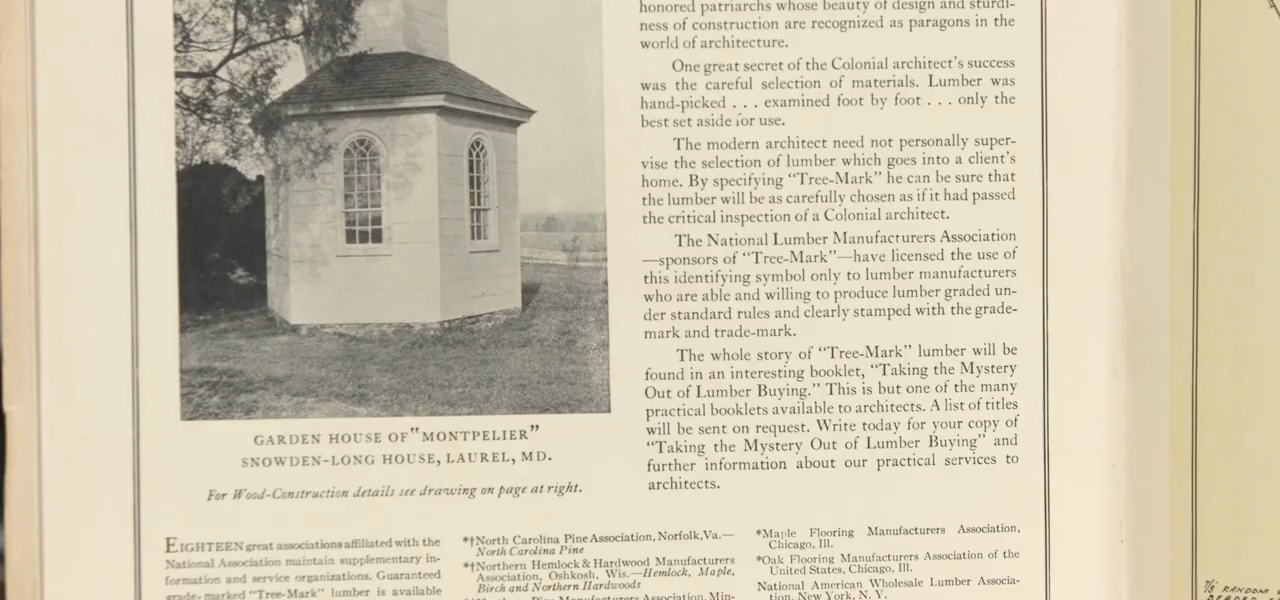 honored patriarchs whose beauty of design and sturdi-
ness of construction are recognized as paragons in the
world of architecture.
One great secret of the Colonial architect's success
was the careful selection of materials. Lumber was
hand-picked . . . examined foot by foot . . . only the
best set aside for use.
The modern architect need not personally super-
vise the selection of lumber which goes into a client's
home. By specifying “Tree-Mark” he can be sure that
the lumber will be as carefully chosen as if it had passed
the critical inspection of a Colonial architect.
The National Lumber Manufacturers Association
—sponsors of “Tree-Mark”—have licensed the use of
this identifying symbol only to lumber manufacturers
who are able and willing to produce lumber graded un-
der standard rules and clearly stamped with the grade-
mark and trade-mark.
The whole story of “Tree-Mark” lumber will be
found in an interesting booklet, “Taking the Mystery
Out of Lumber Buying.” This is but one of the many
practical booklets available to architects. A list of titles
will be sent on request. Write today for your copy of
“Taking the Mystery Out of Lumber Buying” and
further information about our practical services to
architects.
GARDEN HOUSE OF “MONTPELIER”
SNOWDEN-LONG HOUSE, LAUREL, MD.
For Wood-Construction details see drawing on page at right.
EIGHTEEN great associations affiliated with the
National Association maintain supplementary in-
formation and service organizations. Guaranteed
grade-marked “Tree-Mark” lumber is available
*†North Carolina Pine Association, Norfolk, Va.—
North Carolina Pine
*†Northern Hemlock & Hardwood Manufacturers
Association, Oshkosh, Wis.—Hemlock, Maple,
Birch and Northern Hardwoods
Pine Manufacturers Association, Min-
*Maple Flooring Manufacturers Association,
Chicago, Ill.
*Oak Flooring Manufacturers Association of the
United States, Chicago, Ill.
National American Wholesale Lumber Associa-
tion, New York, N. Y.
7/8" RANDOM